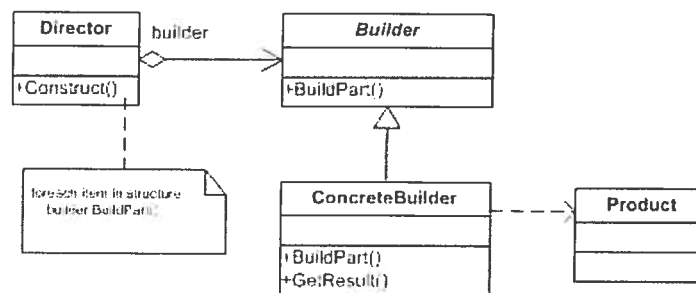 Director
+Construct()
builder
Builder
+BuildPart()
foreach item in structure
builder.BuildPart()
ConcreteBuilder
+BuildPart()
+GetResult()
Product